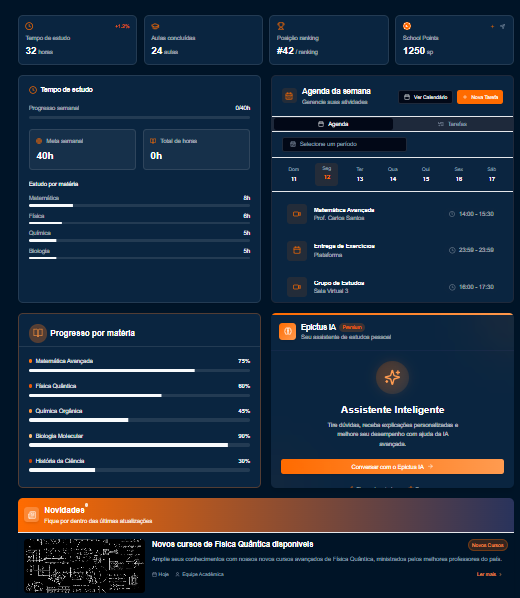 +1.2%
Tempo de estudo
32 horas
Aulas concluídas
24 aulas
Posição ranking
#42 / ranking
School Points
1250 sp
Tempo de estudo
Progresso semanal 0/40h
Meta semanal
40h
Total de horas
0h
Estudo por matéria
Matemática 8h
Física 6h
Química 5h
Biologia 5h
Agenda da semana
Gerencie suas atividades
Ver Calendário
Nova Tarefa
Agenda
Tarefas
Selecione um período
Dom Seg Ter Qua Qui Sex Sáb
11 12 13 14 15 16 17
Matemática Avançada
Prof. Carlos Santos
14:00 - 15:30
Entrega de Exercícios
Plataforma
23:59 - 23:59
Grupo de Estudos
Sala Virtual 3
16:00 - 17:30
Progresso por matéria
Matemática Avançada 75%
Física Quântica 60%
Química Orgânica 45%
Biologia Molecular 90%
História da Ciência 30%
Epictus IA Premium
Seu assistente de estudos pessoal
Assistente Inteligente
Tire dúvidas, receba explicações personalizadas e
melhore seu desempenho com ajuda da IA
avançada.
Conversar com o Epictus IA
Novidades
Fique por dentro das últimas atualizações
Novos cursos de Física Quântica disponíveis
Novos Cursos
Amplie seus conhecimentos com nossos novos cursos avançados de Física Quântica, ministrados pelos melhores professores do país.
Hoje
Equipe Acadêmica
Ler mais